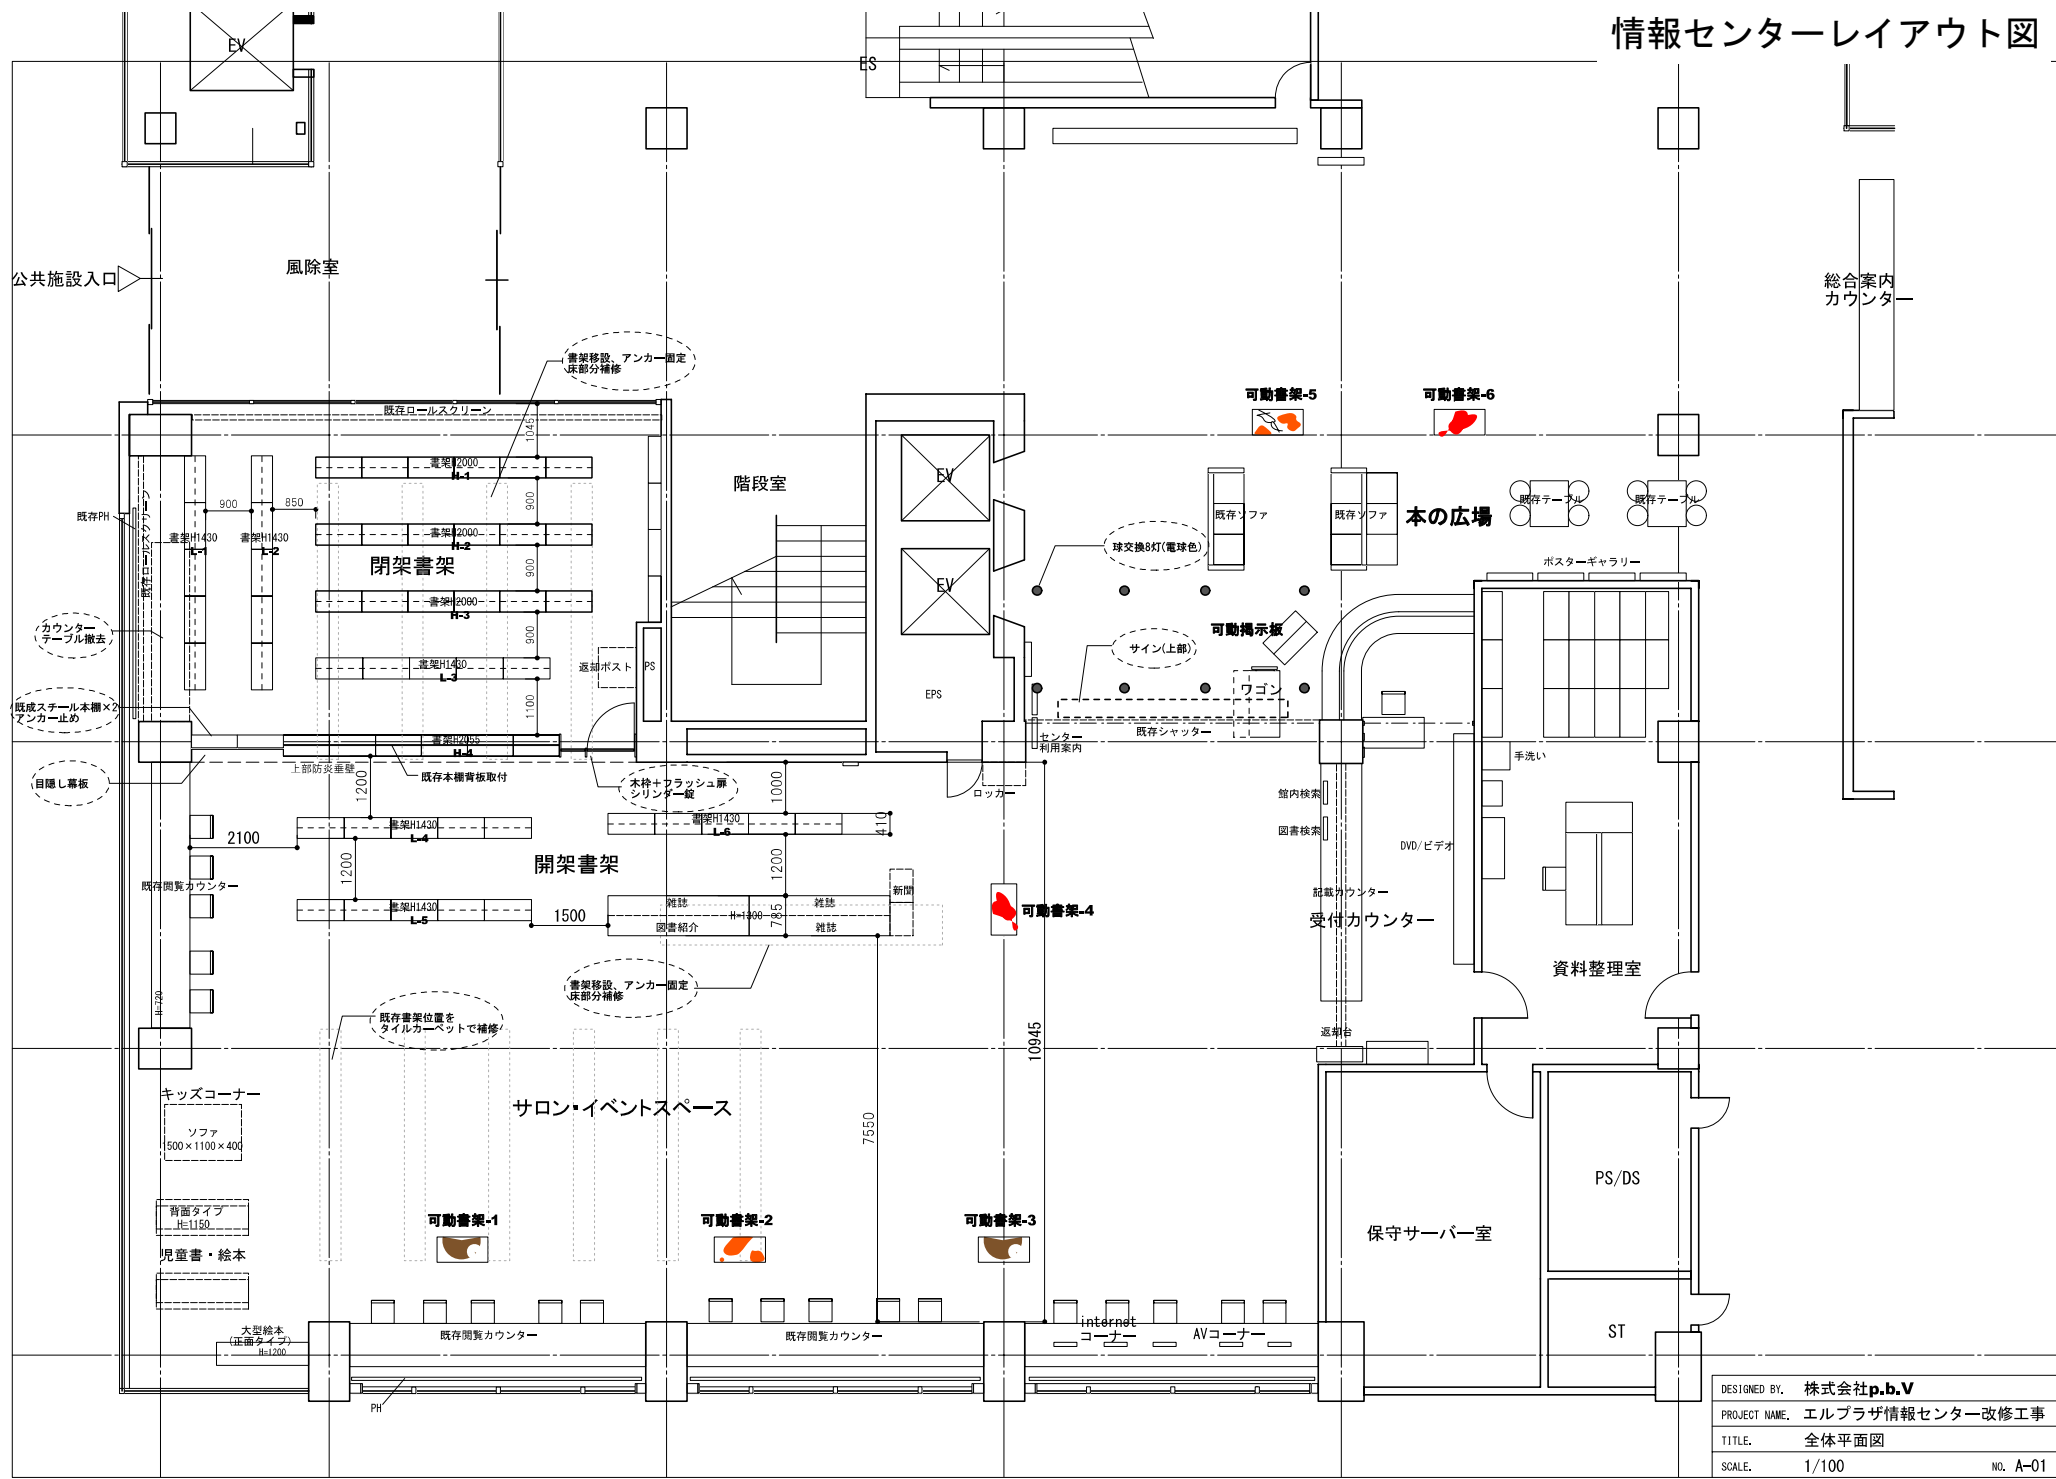 情報センターレイアウト図
EV
ES
公共施設入口
風除室
総合案内
カウンター
書架移設、アンカー固定
床部分補修
可動書架-5
可動書架-6
既存ロールスクリーン
1045
書架H2000
H-1
階段室
EV
既存PH
既存ロールスクリーン
900
850
900
既存ソファ
既存ソファ
本の広場
既存テーブル
既存テーブル
書架H1430
L-1
書架H1430
L-2
書架H2000
H-2
球交換8灯(電球色)
閉架書架
900
EV
ポスターギャラリー
書架H2000
H-3
カウンター
テーブル撤去
900
可動掲示板
サイン(上部)
書架H1430
L-3
返却ポスト
PS
EPS
ワゴン
既成スチール本棚×2
アンカー止め
1100
書架H2055
H-4
センター
利用案内
既存シャッター
手洗い
上部防炎垂壁
既存本棚背板取付
目隠し幕板
1200
木枠+フラッシュ扉
シリンダー錠
1000
ロッカー
館内検索
書架H1430
L-4
書架H1430
L-6
410
図書検索
2100
1200
開架書架
1200
DVD/ビデオ
既存閲覧カウンター
新聞
記載カウンター
書架H1430
L-5
1500
雑誌
雑誌
H=1300
785
図書紹介
雑誌
可動書架-4
受付カウンター
資料整理室
書架移設、アンカー固定
床部分補修
H=720
既存書架位置を
タイルカーペットで補修
10945
返却台
キッズコーナー
サロン・イベントスペース
7550
ソファ
1500×1100×400
PS/DS
背面タイプ
H=1150
可動書架-1
可動書架-2
可動書架-3
保守サーバー室
児童書・絵本
大型絵本
(正面タイプ)
H=1200
既存閲覧カウンター
既存閲覧カウンター
internet
コーナー
AVコーナー
ST
PH
DESIGNED BY. 株式会社p.b.V
PROJECT NAME. エルプラザ情報センター改修工事
TITLE. 全体平面図
SCALE. 1/100 NO. A-01